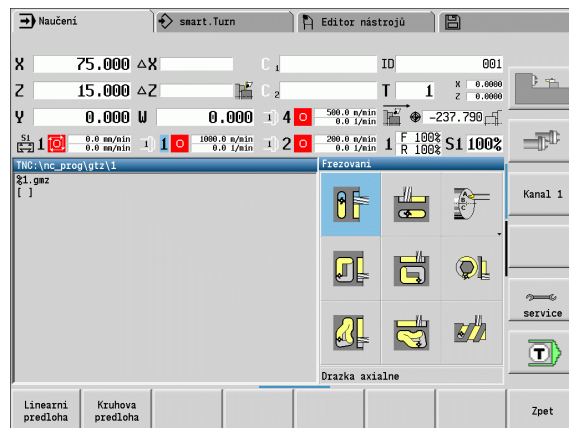 Naučení
smart.Turn
Editor nástrojů
X 75.000 △X C 1 ID 001
Z 15.000 △Z C 2 T 1 X 0.0000 Z 0.0000
Y 0.000 U 0.000 4 500.0 m/min 0.0 1/min -237.790
S1 1 0.0 mm/min 0.0 mm/min 1 1000.0 m/min 0.0 1/min 2 200.0 m/min 0.0 1/min 1 F 100% R 100% S1 100%
TNC:\nc_prog\gtz\1
Frezovani
%1.gmz
[ ]
A
B
C
Kanal 1
service
T
Drazka axialne
Linearni predloha
Kruhova predloha
Zpet